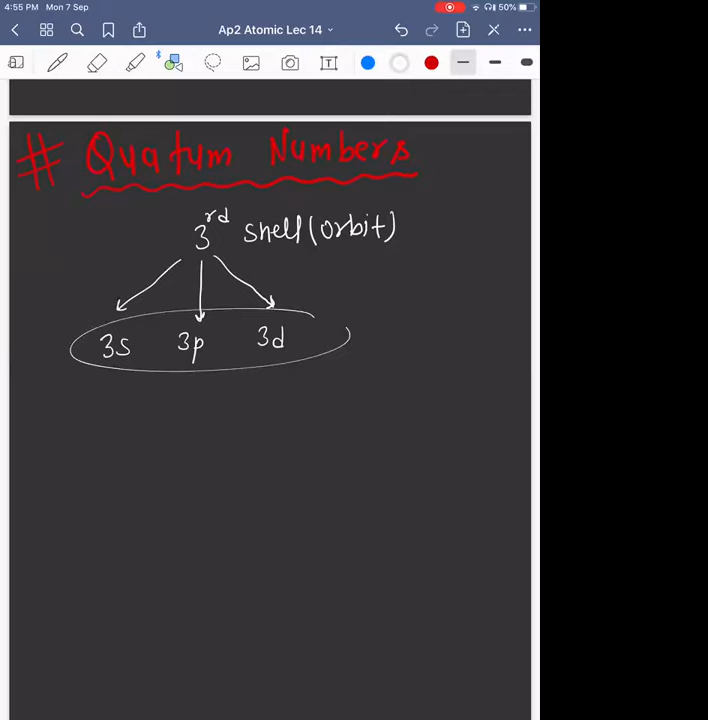 4:55 PM Mon 7 Sep
50%
Ap2 Atomic Lec 14
T
# Quatum Numbers
3rd shell (orbit)
3s 3p 3d